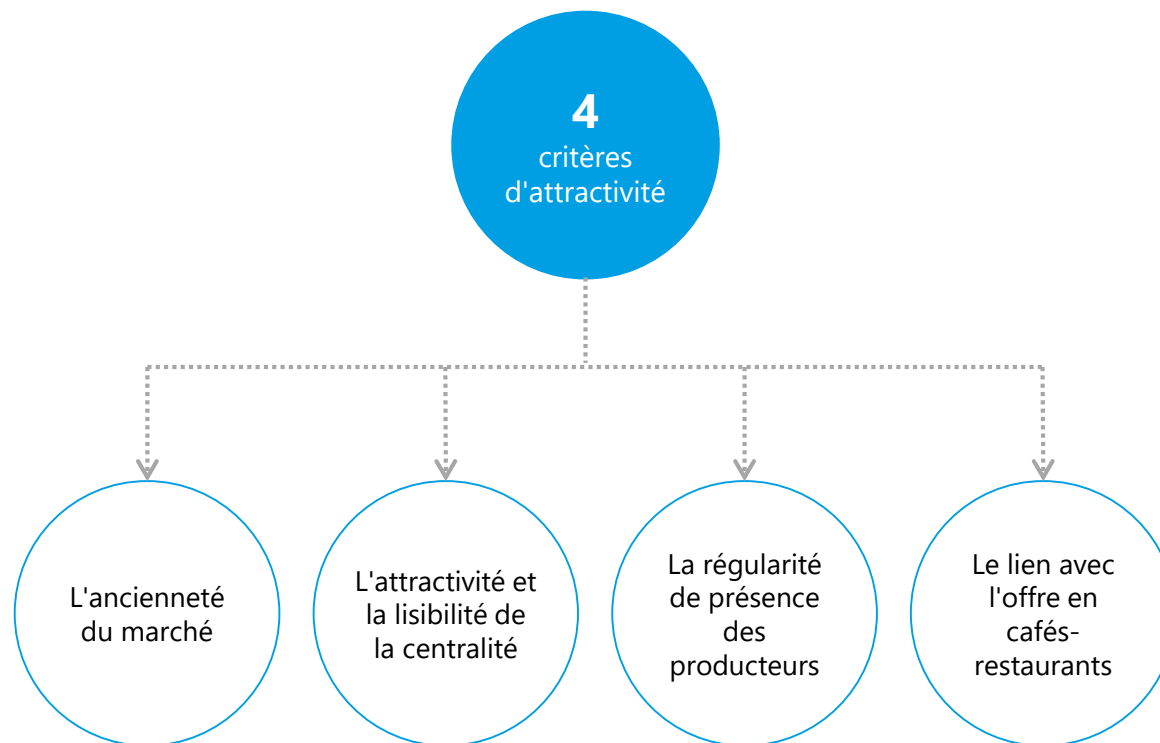 4
critères
d'attractivité
L'ancienneté
du marché
L'attractivité et
la lisibilité de
la centralité
La régularité
de présence
des
producteurs
Le lien avec
l'offre en
cafés-
restaurants